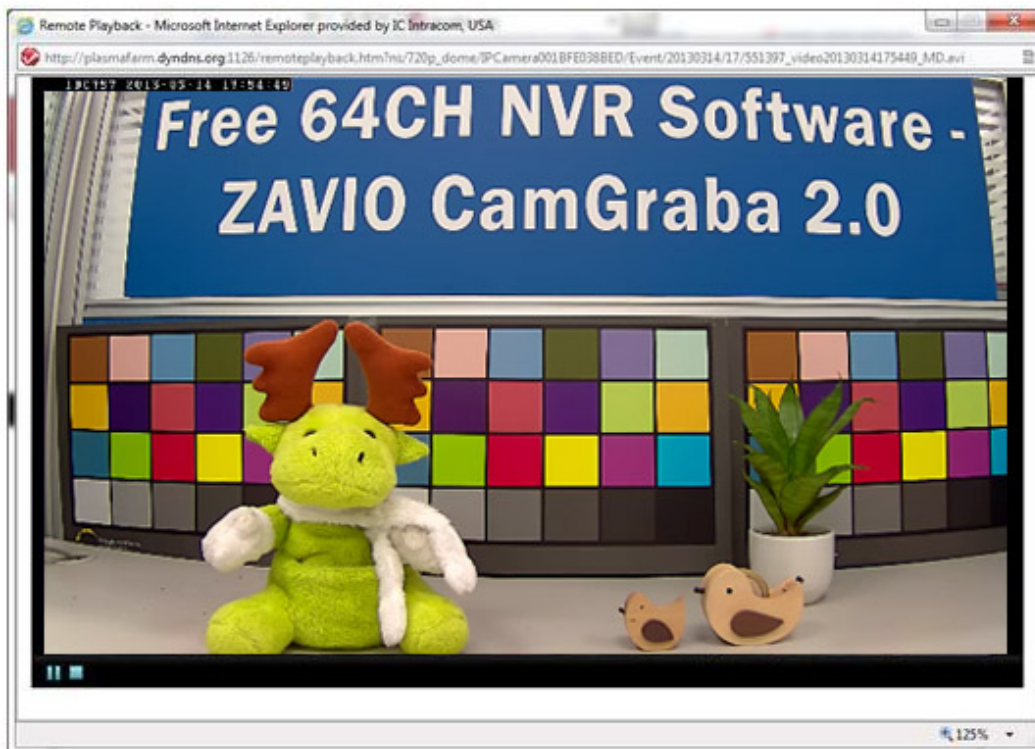 Remote Playback - Microsoft Internet Explorer provided by IC Intracom, USA
http://plasmafarm.dyndns.org:1126/remoteplayback.htm?ns/720p_dome/IPCamera001BFE038BED/Event/20130314/17/551397_video20130314175449_MD.avi
2013-03-14 17:54:49
Free 64CH NVR Software -
ZAVIO CamGraba 2.0
125%